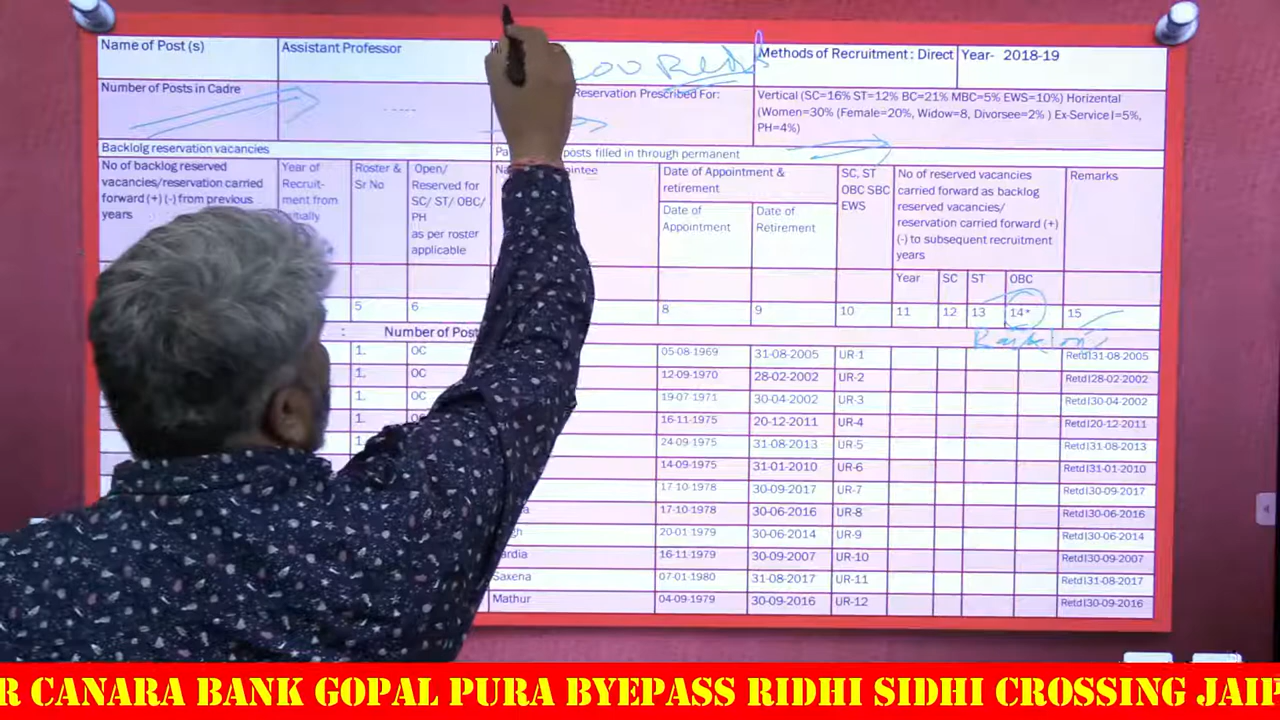 Name of Post (s) Assistant Professor Methods of Recruitment : Direct Year- 2018-19
Number of Posts in Cadre ..... Reservation Prescribed For: Vertical (SC=16% ST=12% BC=21% MBC=5% EWS=10%) Horizental
(Women=30% (Female=20%, Widow=8, Divorsee=2% ) Ex-Service I=5%,
PH=4%)
Backlolg reservation vacancies posts filled in through permanent
No of backlog reserved
vacancies/reservation carried
forward (+) (-) from previous
years
Year of
Recruit-
ment from
Roster &
Sr No
Open/
Reserved for
SC/ ST/ OBC/
PH
as per roster
applicable
Date of Appointment &
retirement
Date of
Appointment
Date of
Retirement
SC, ST
OBC SBC
EWS
No of reserved vacancies
carried forward as backlog
reserved vacancies/
reservation carried forward (+)
(-) to subsequent recruitment
years
Remarks
Year SC ST OBC
5 6 8 9 10 11 12 13 14* 15
: Number of Post
1. OC 05-08-1969 31-08-2005 UR-1 Retd|31-08-2005
1. OC 12-09-1970 28-02-2002 UR-2 Retd|28-02-2002
1. OC 19-07-1971 30-04-2002 UR-3 Retd|30-04-2002
1. 16-11-1975 20-12-2011 UR-4 Retd|20-12-2011
24-09-1975 31-08-2013 UR-5 Retd|31-08-2013
14-09-1975 31-01-2010 UR-6 Retd|31-01-2010
17-10-1978 30-09-2017 UR-7 Retd|30-09-2017
17-10-1978 30-06-2016 UR-8 Retd|30-06-2016
20-01-1979 30-06-2014 UR-9 Retd|30-06-2014
16-11-1979 30-09-2007 UR-10 Retd|30-09-2007
Saxena 07-01-1980 31-08-2017 UR-11 Retd|31-08-2017
Mathur 04-09-1979 30-09-2016 UR-12 Retd|30-09-2016
R CANARA BANK GOPAL PURA BYEPASS RIDHI SIDHI CROSSING JAIP